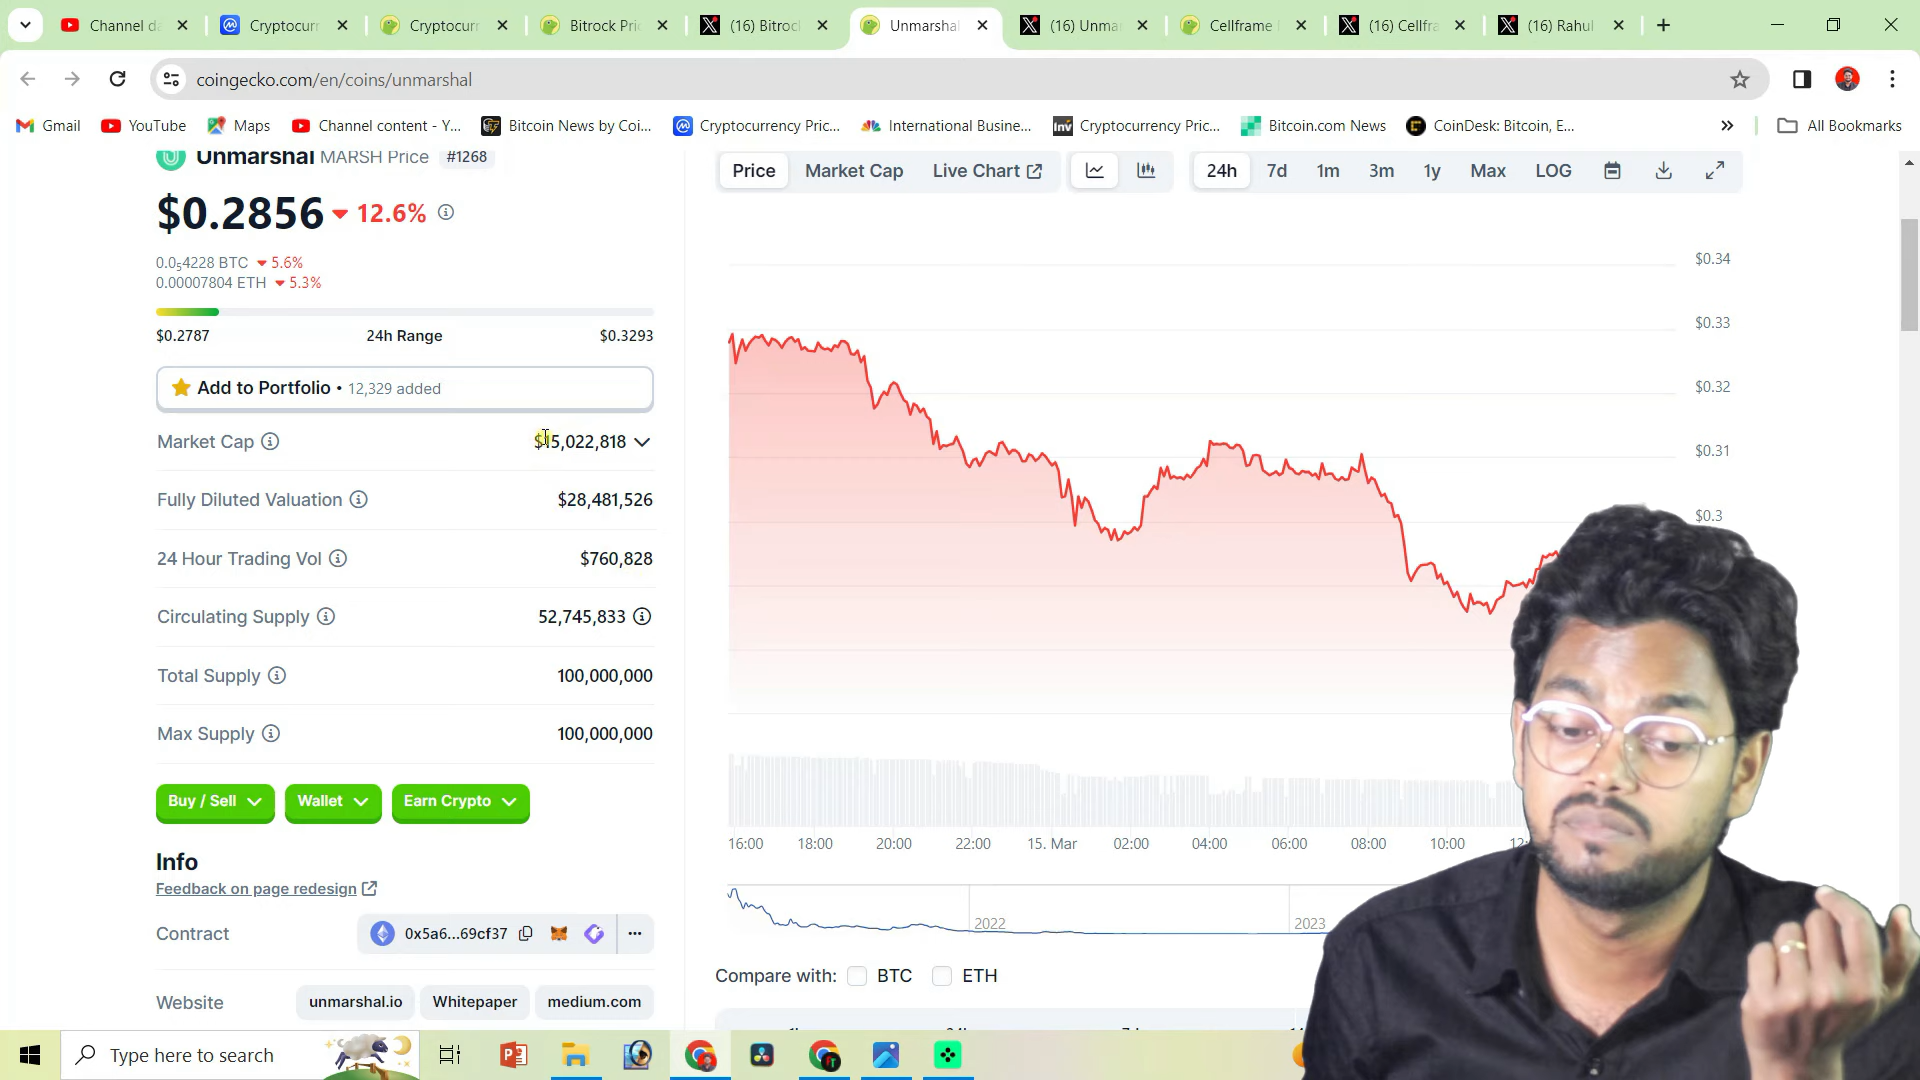 Channel da
Cryptocurr
Cryptocurr
Bitrock Pric
(16) Bitroc
Unmarshal
(16) Unma
Cellframe
(16) Cellfra
(16) Rahul
coingecko.com/en/coins/unmarshal
Gmail
YouTube
Maps
Channel content - Y...
Bitcoin News by Coi...
Cryptocurrency Pric...
International Busine...
Cryptocurrency Pric...
Bitcoin.com News
CoinDesk: Bitcoin, E...
All Bookmarks
Unmarshal MARSH Price #1268
$0.2856 12.6%
0.0₅4228 BTC 5.6%
0.00007804 ETH 5.3%
$0.2787 24h Range $0.3293
Add to Portfolio • 12,329 added
Market Cap $15,022,818
Fully Diluted Valuation $28,481,526
24 Hour Trading Vol $760,828
Circulating Supply 52,745,833
Total Supply 100,000,000
Max Supply 100,000,000
Buy / Sell
Wallet
Earn Crypto
Info
Feedback on page redesign
Contract 0x5a6...69cf37
Website unmarshal.io Whitepaper medium.com
Price Market Cap Live Chart
24h 7d 1m 3m 1y Max LOG
$0.34
$0.33
$0.32
$0.31
$0.3
16:00 18:00 20:00 22:00 15. Mar 02:00 04:00 06:00 08:00 10:00
2022 2023
Compare with: BTC ETH
Type here to search